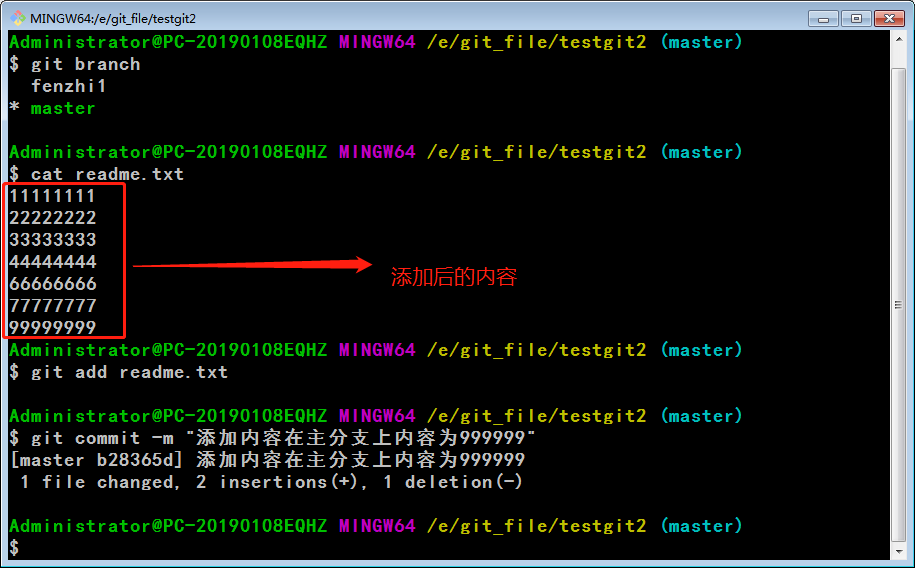 MINGW64:/e/git_file/testgit2
Administrator@PC-20190108EQHZ MINGW64 /e/git_file/testgit2 (master)
$ git branch
  fenzhi1
* master
Administrator@PC-20190108EQHZ MINGW64 /e/git_file/testgit2 (master)
$ cat readme.txt
11111111
22222222
33333333
44444444
66666666
77777777
99999999
添加后的内容
Administrator@PC-20190108EQHZ MINGW64 /e/git_file/testgit2 (master)
$ git add readme.txt
Administrator@PC-20190108EQHZ MINGW64 /e/git_file/testgit2 (master)
$ git commit -m "添加内容在主分支上内容为999999"
[master b28365d] 添加内容在主分支上内容为999999
 1 file changed, 2 insertions(+), 1 deletion(-)
Administrator@PC-20190108EQHZ MINGW64 /e/git_file/testgit2 (master)
$